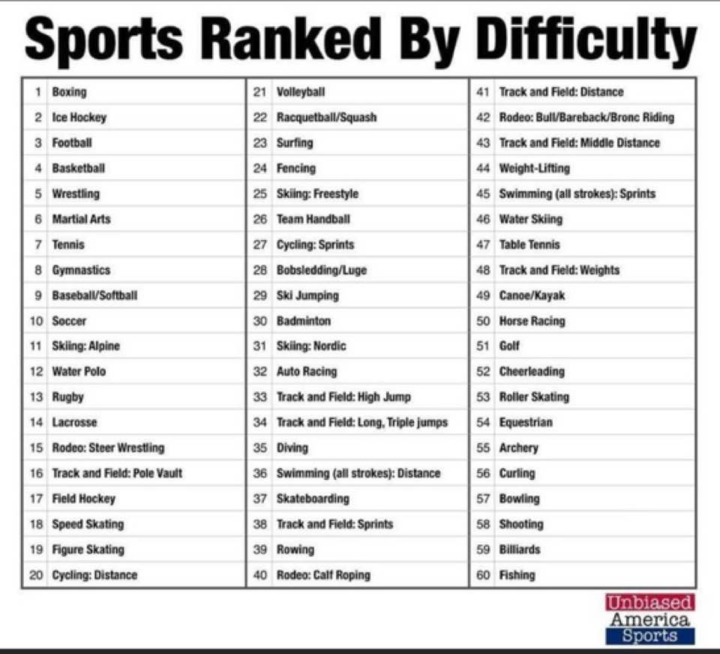 Sports Ranked By Difficulty
1 Boxing
2 Ice Hockey
3 Football
4 Basketball
5 Wrestling
6 Martial Arts
7 Tennis
8 Gymnastics
9 Baseball/Softball
10 Soccer
11 Skiing: Alpine
12 Water Polo
13 Rugby
14 Lacrosse
15 Rodeo: Steer Wrestling
16 Track and Field: Pole Vault
17 Field Hockey
18 Speed Skating
19 Figure Skating
20 Cycling: Distance
21 Volleyball
22 Racquetball/Squash
23 Surfing
24 Fencing
25 Skiing: Freestyle
26 Team Handball
27 Cycling: Sprints
28 Bobsledding/Luge
29 Ski Jumping
30 Badminton
31 Skiing: Nordic
32 Auto Racing
33 Track and Field: High Jump
34 Track and Field: Long, Triple jumps
35 Diving
36 Swimming (all strokes): Distance
37 Skateboarding
38 Track and Field: Sprints
39 Rowing
40 Rodeo: Calf Roping
41 Track and Field: Distance
42 Rodeo: Bull/Bareback/Bronc Riding
43 Track and Field: Middle Distance
44 Weight-Lifting
45 Swimming (all strokes): Sprints
46 Water Skiing
47 Table Tennis
48 Track and Field: Weights
49 Canoe/Kayak
50 Horse Racing
51 Golf
52 Cheerleading
53 Roller Skating
54 Equestrian
55 Archery
56 Curling
57 Bowling
58 Shooting
59 Billiards
60 Fishing
Unbiased
America
Sports